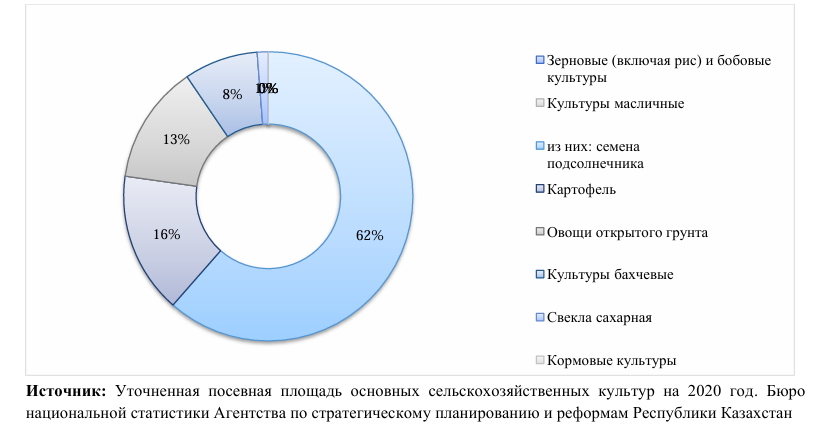 Зерновые (включая рис) и бобовые
культуры
Культуры масличные
из них: семена
подсолнечника
Картофель
Овощи открытого грунта
Культуры бахчевые
Свекла сахарная
Кормовые культуры
8%
0%
13%
16%
62%
Источник: Уточненная посевная площадь основных сельскохозяйственных культур на 2020 год. Бюро
национальной статистики Агентства по стратегическому планированию и реформам Республики Казахстан